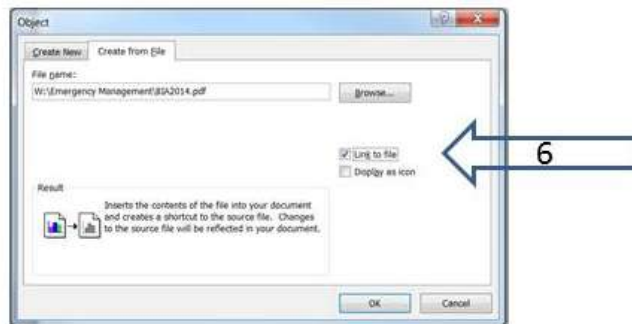 Object
Create New
Create from File
File name:
W:\Emergency Management\BIA2014.pdf
Browse...
Link to file
6
Display as icon
Result
Inserts the contents of the file into your document
and creates a shortcut to the source file. Changes
to the source file will be reflected in your document.
OK
Cancel